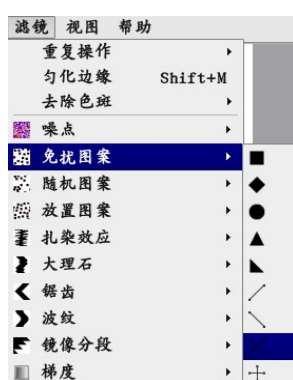 滤镜 视图 帮助
重复操作
匀化边缘 Shift+M
去除色斑
噪点
免扰图案
随机图案
放置图案
扎染效应
大理石
锯齿
波纹
镜像分段
梯度